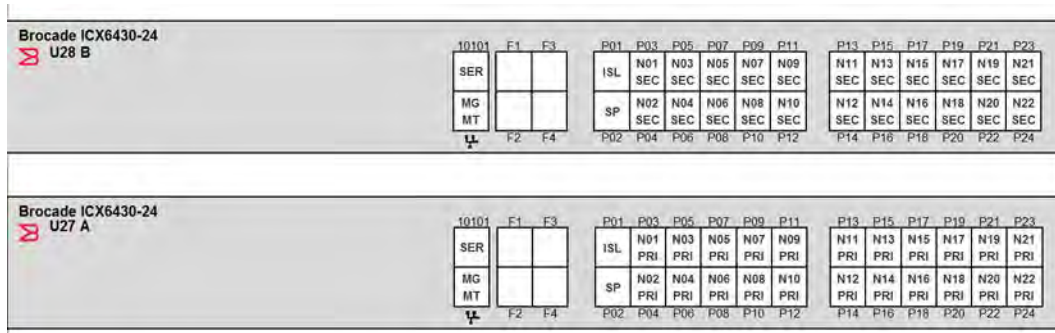 Brocade ICX6430-24
U28 B
10101 F1 F3 P01 P03 P05 P07 P09 P11 P13 P15 P17 P19 P21 P23
SER ISL N01 SEC N03 SEC N05 SEC N07 SEC N09 SEC N11 SEC N13 SEC N15 SEC N17 SEC N19 SEC N21 SEC
MG MT SP N02 SEC N04 SEC N06 SEC N08 SEC N10 SEC N12 SEC N14 SEC N16 SEC N18 SEC N20 SEC N22 SEC
F2 F4 P02 P04 P06 P08 P10 P12 P14 P16 P18 P20 P22 P24
Brocade ICX6430-24
U27 A
10101 F1 F3 P01 P03 P05 P07 P09 P11 P13 P15 P17 P19 P21 P23
SER ISL N01 PRI N03 PRI N05 PRI N07 PRI N09 PRI N11 PRI N13 PRI N15 PRI N17 PRI N19 PRI N21 PRI
MG MT SP N02 PRI N04 PRI N06 PRI N08 PRI N10 PRI N12 PRI N14 PRI N16 PRI N18 PRI N20 PRI N22 PRI
F2 F4 P02 P04 P06 P08 P10 P12 P14 P16 P18 P20 P22 P24